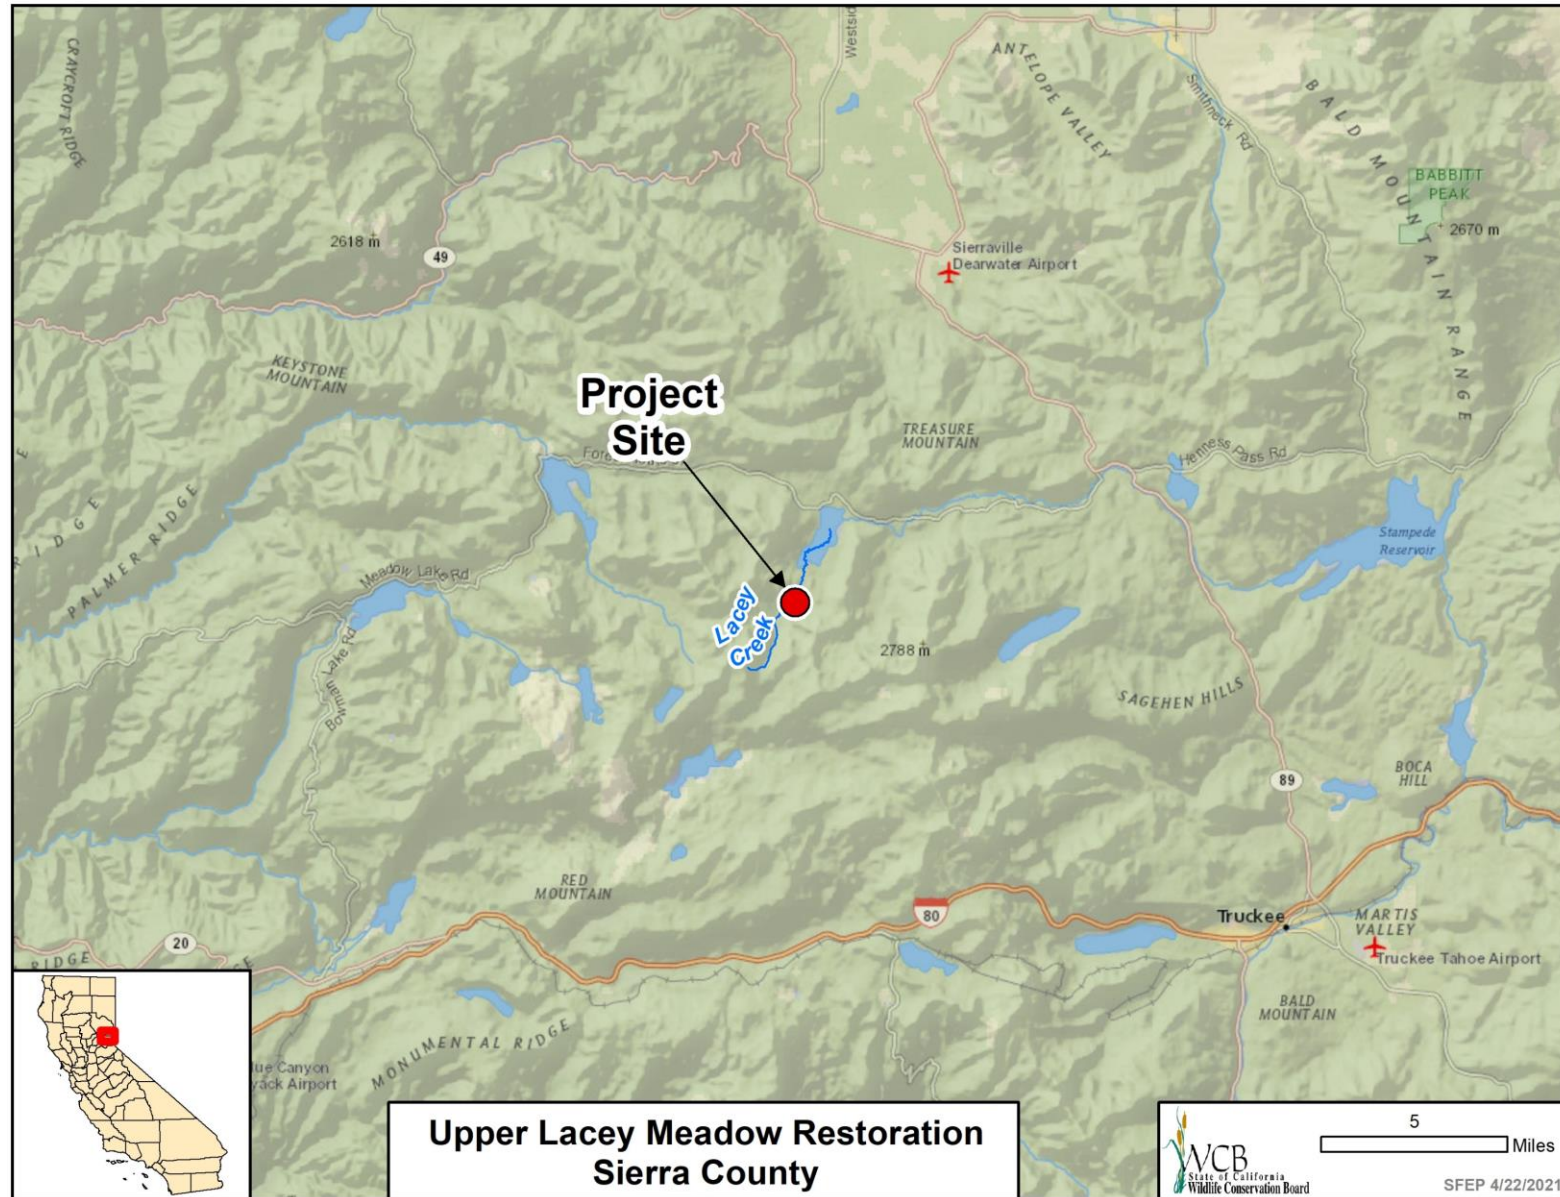 CRAYCROFT RIDGE
ANTELOPE VALLEY
Smithneck Rd
BALD MOUNTAIN RANGE
BABBITT
PEAK
2670 m
2618 m
49
Sierraville
Dearwater Airport
KEYSTONE
MOUNTAIN
Project
Site
TREASURE
MOUNTAIN
Henness Pass Rd
RIDGE
PALMER RIDGE
Stampede
Reservoir
Meadow Lake Rd
Lacey
Creek
Bowman Lake Rd
2788 m
SAGEHEN HILLS
BOCA
HILL
89
RED
MOUNTAIN
80
Truckee
MARTIS
VALLEY
20
RIDGE
Truckee Tahoe Airport
BALD
MOUNTAIN
MONUMENTAL RIDGE
lue Canyon
yack Airport
Upper Lacey Meadow Restoration
Sierra County
WCB
State of California
Wildlife Conservation Board
5
Miles
SFEP 4/22/2021